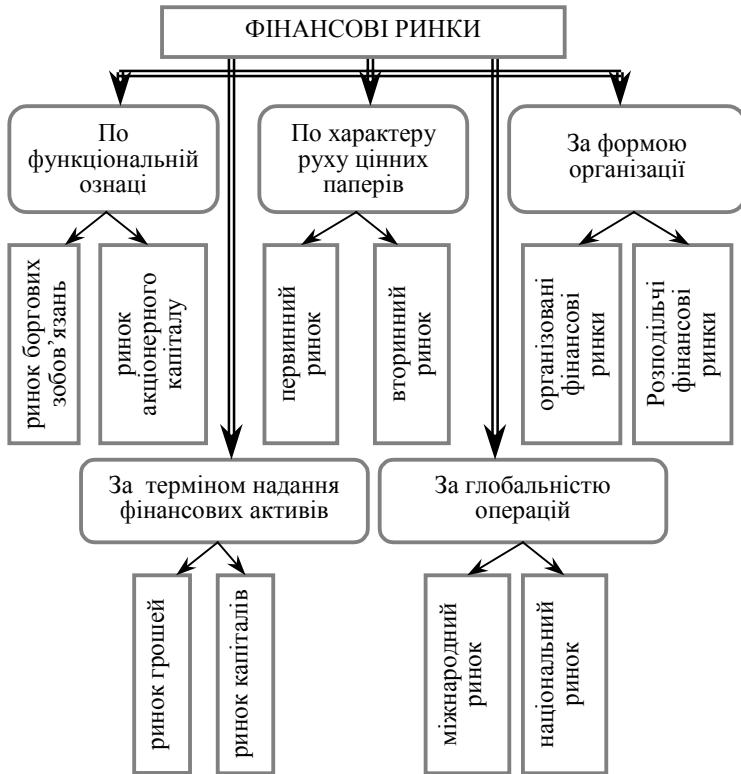 ФІНАНСОВІ РИНКИ
По
функціональній
ознаці
По характеру
руху цінних
паперів
За формою
організації
ринок боргових
зобов’язань
ринок
акціонерного
капіталу
первинний
ринок
вторинний
ринок
організовані
фінансові
ринки
Розподільчі
фінансові
ринки
За терміном надання
фінансових активів
За глобальністю
операцій
ринок грошей
ринок капіталів
міжнародний
ринок
національний
ринок